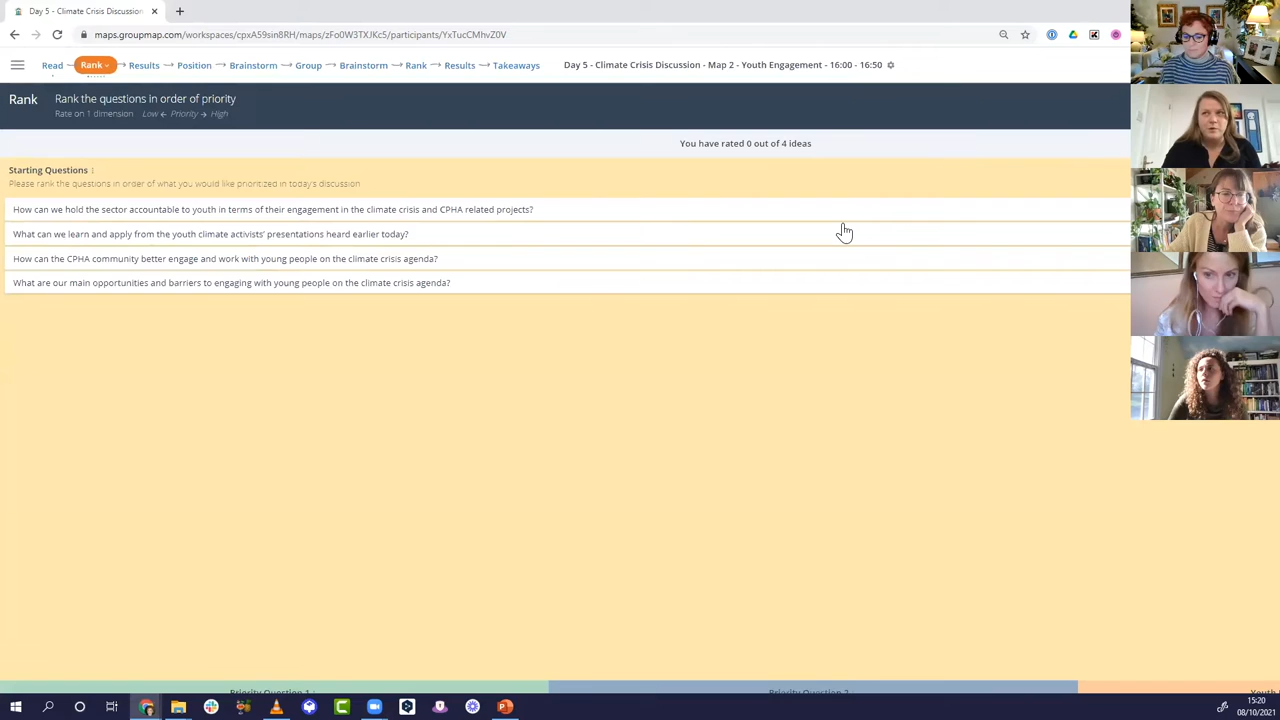 Day 5 - Climate Crisis Discussion
maps.groupmap.com/workspaces/cpxA59sin8RH/maps/zFo0W3TXJKc5/participants/YxTucCMhvZ0V
Read Rank Results Position Brainstorm Group Brainstorm Rank Results Takeaways Day 5 - Climate Crisis Discussion - Map 2 - Youth Engagement - 16:00 - 16:50
Rank Rank the questions in order of priority
Rate on 1 dimension Low ← Priority → High
You have rated 0 out of 4 ideas
Starting Questions 1
Please rank the questions in order of what you would like prioritized in today's discussion
How can we hold the sector accountable to youth in terms of their engagement in the climate crisis and CPHA related projects?
What can we learn and apply from the youth climate activists' presentations heard earlier today?
How can the CPHA community better engage and work with young people on the climate crisis agenda?
What are our main opportunities and barriers to engaging with young people on the climate crisis agenda?
Priority Question 1 Priority Question 2 Youth
15:20
08/10/2021